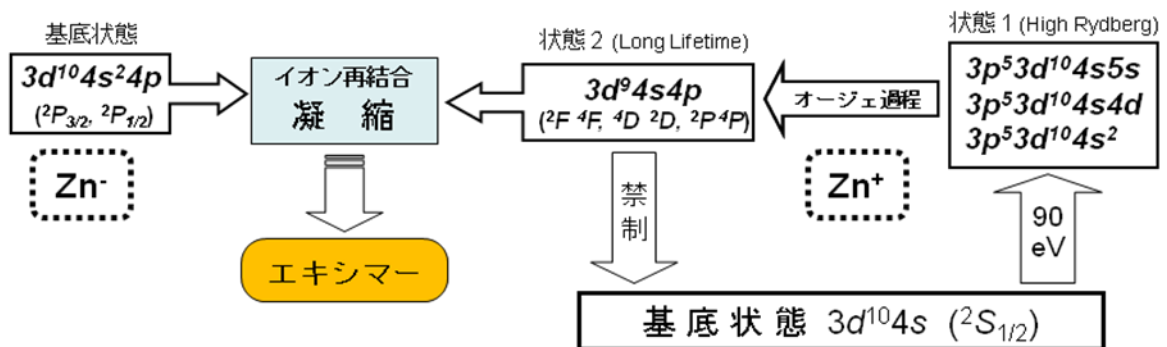 基底状態
3d¹⁰4s²4p
(²P₃/₂, ²P₁/₂)
Zn⁻
イオン再結合
凝縮
エキシマー
状態2 (Long Lifetime)
3d⁹4s4p
(²F ⁴F, ⁴D ²D, ²P ⁴P)
禁制
オージェ過程
Zn⁺
状態1 (High Rydberg)
3p⁵3d¹⁰4s5s
3p⁵3d¹⁰4s4d
3p⁵3d¹⁰4s²
90
eV
基底状態 3d¹⁰4s (²S₁/₂)